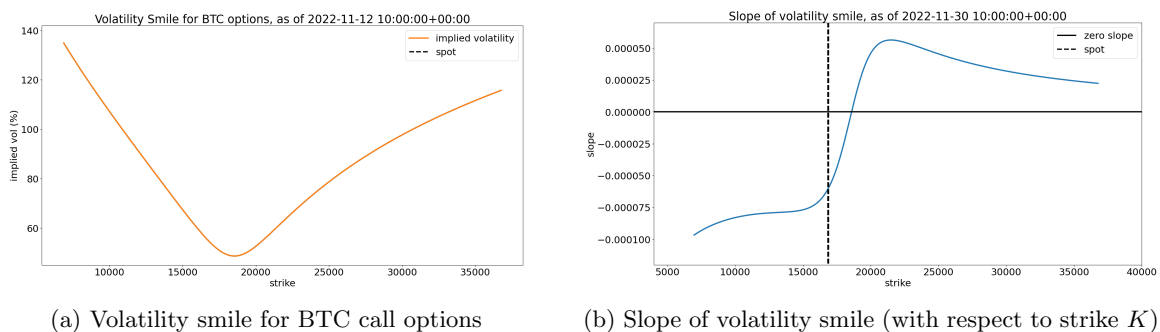 Volatility Smile for BTC options, as of 2022-11-12 10:00:00+00:00
140
120
100
80
60
implied vol (%)
implied volatility
spot
10000 15000 20000 25000 30000 35000
strike
(a) Volatility smile for BTC call options
Slope of volatility smile, as of 2022-11-30 10:00:00+00:00
0.000050
0.000025
0.000000
−0.000025
−0.000050
−0.000075
−0.000100
slope
zero slope
spot
5000 10000 15000 20000 25000 30000 35000 40000
strike
(b) Slope of volatility smile (with respect to strike K)